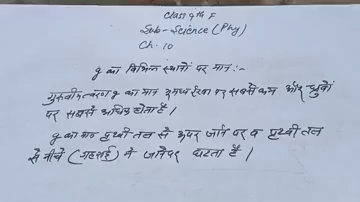 Class 9th F
Sub- Science (Phy)
Ch. 10
g का विभिन्न स्थानों पर मान :-
गुरुत्वीय त्वरण g का मान भूमध्य रेखा पर सबसे कम और ध्रुवों
पर सबसे अधिक होता है ।
g का मान पृथ्वी तल से ऊपर जाने पर व पृथ्वी तल
से नीचे (गहराई) में जाने पर घटता है ।